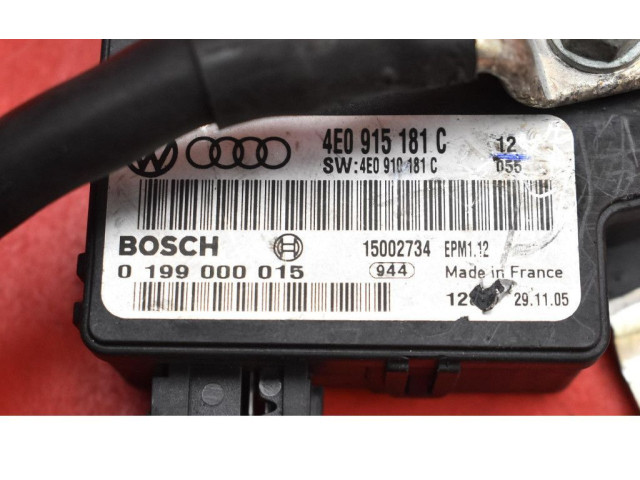 4E0 915 181 C 12
SW:4E0 910 181 C 055
BOSCH 15002734 EPM1.12
0 199 000 015 944 Made in France
29.11.05